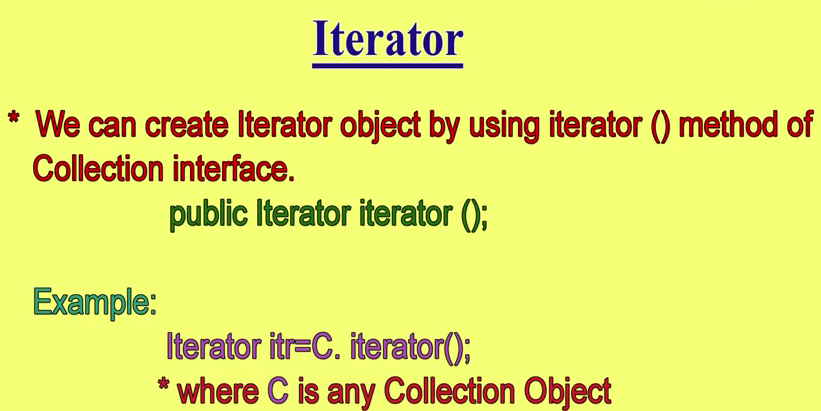 Iterator
* We can create Iterator object by using iterator () method of
Collection interface.
public Iterator iterator ();
Example:
Iterator itr=C. iterator();
* where C is any Collection Object